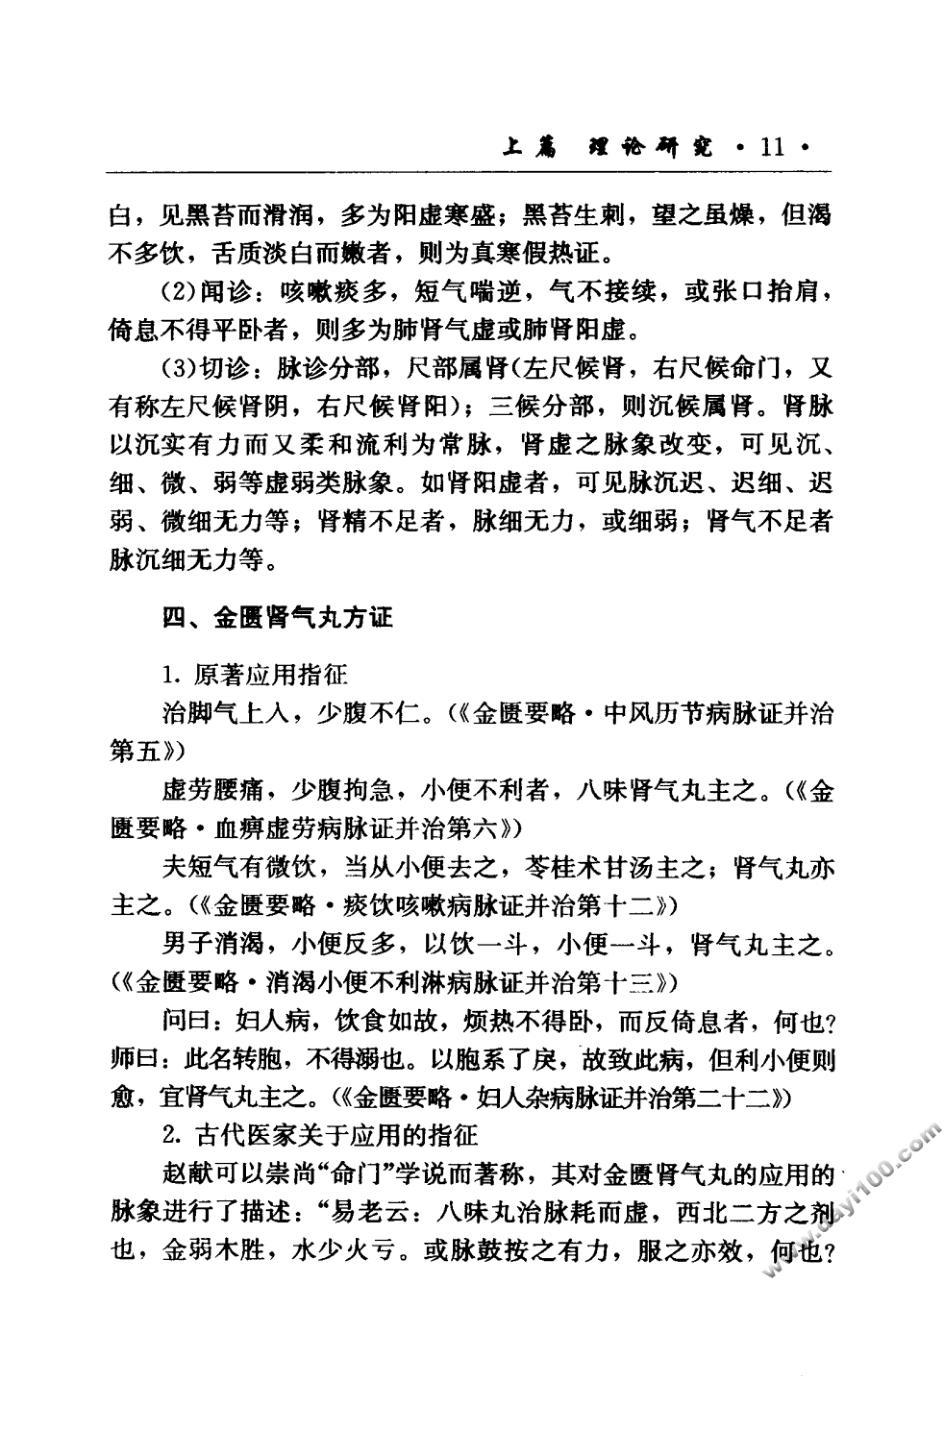 上篇 理论研究 · 11 ·
白，见黑苔而滑润，多为阳虚寒盛；黑苔生刺，望之虽燥，但渴
不多饮，舌质淡白而嫩者，则为真寒假热证。
(2)闻诊：咳嗽痰多，短气喘逆，气不接续，或张口抬肩，
倚息不得平卧者，则多为肺肾气虚或肺肾阳虚。
(3)切诊：脉诊分部，尺部属肾(左尺候肾，右尺候命门，又
有称左尺候肾阴，右尺候肾阳)；三候分部，则沉候属肾。肾脉
以沉实有力而又柔和流利为常脉，肾虚之脉象改变，可见沉、
细、微、弱等虚弱类脉象。如肾阳虚者，可见脉沉迟、迟细、迟
弱、微细无力等；肾精不足者，脉细无力，或细弱；肾气不足者
脉沉细无力等。
四、金匮肾气丸方证
1. 原著应用指征
治脚气上入，少腹不仁。(《金匮要略·中风历节病脉证并治
第五》)
虚劳腰痛，少腹拘急，小便不利者，八味肾气丸主之。(《金
匮要略·血痹虚劳病脉证并治第六》)
夫短气有微饮，当从小便去之，苓桂术甘汤主之；肾气丸亦
主之。(《金匮要略·痰饮咳嗽病脉证并治第十二》)
男子消渴，小便反多，以饮一斗，小便一斗，肾气丸主之。
(《金匮要略·消渴小便不利淋病脉证并治第十三》)
问曰：妇人病，饮食如故，烦热不得卧，而反倚息者，何也?
师曰：此名转胞，不得溺也。以胞系了戾，故致此病，但利小便则
愈，宜肾气丸主之。(《金匮要略·妇人杂病脉证并治第二十二》)
2. 古代医家关于应用的指征
赵献可以崇尚“命门”学说而著称，其对金匮肾气丸的应用的
脉象进行了描述：“易老云：八味丸治脉耗而虚，西北二方之剂
也，金弱木胜，水少火亏。或脉鼓按之有力，服之亦效，何也?
www.dayi100.com